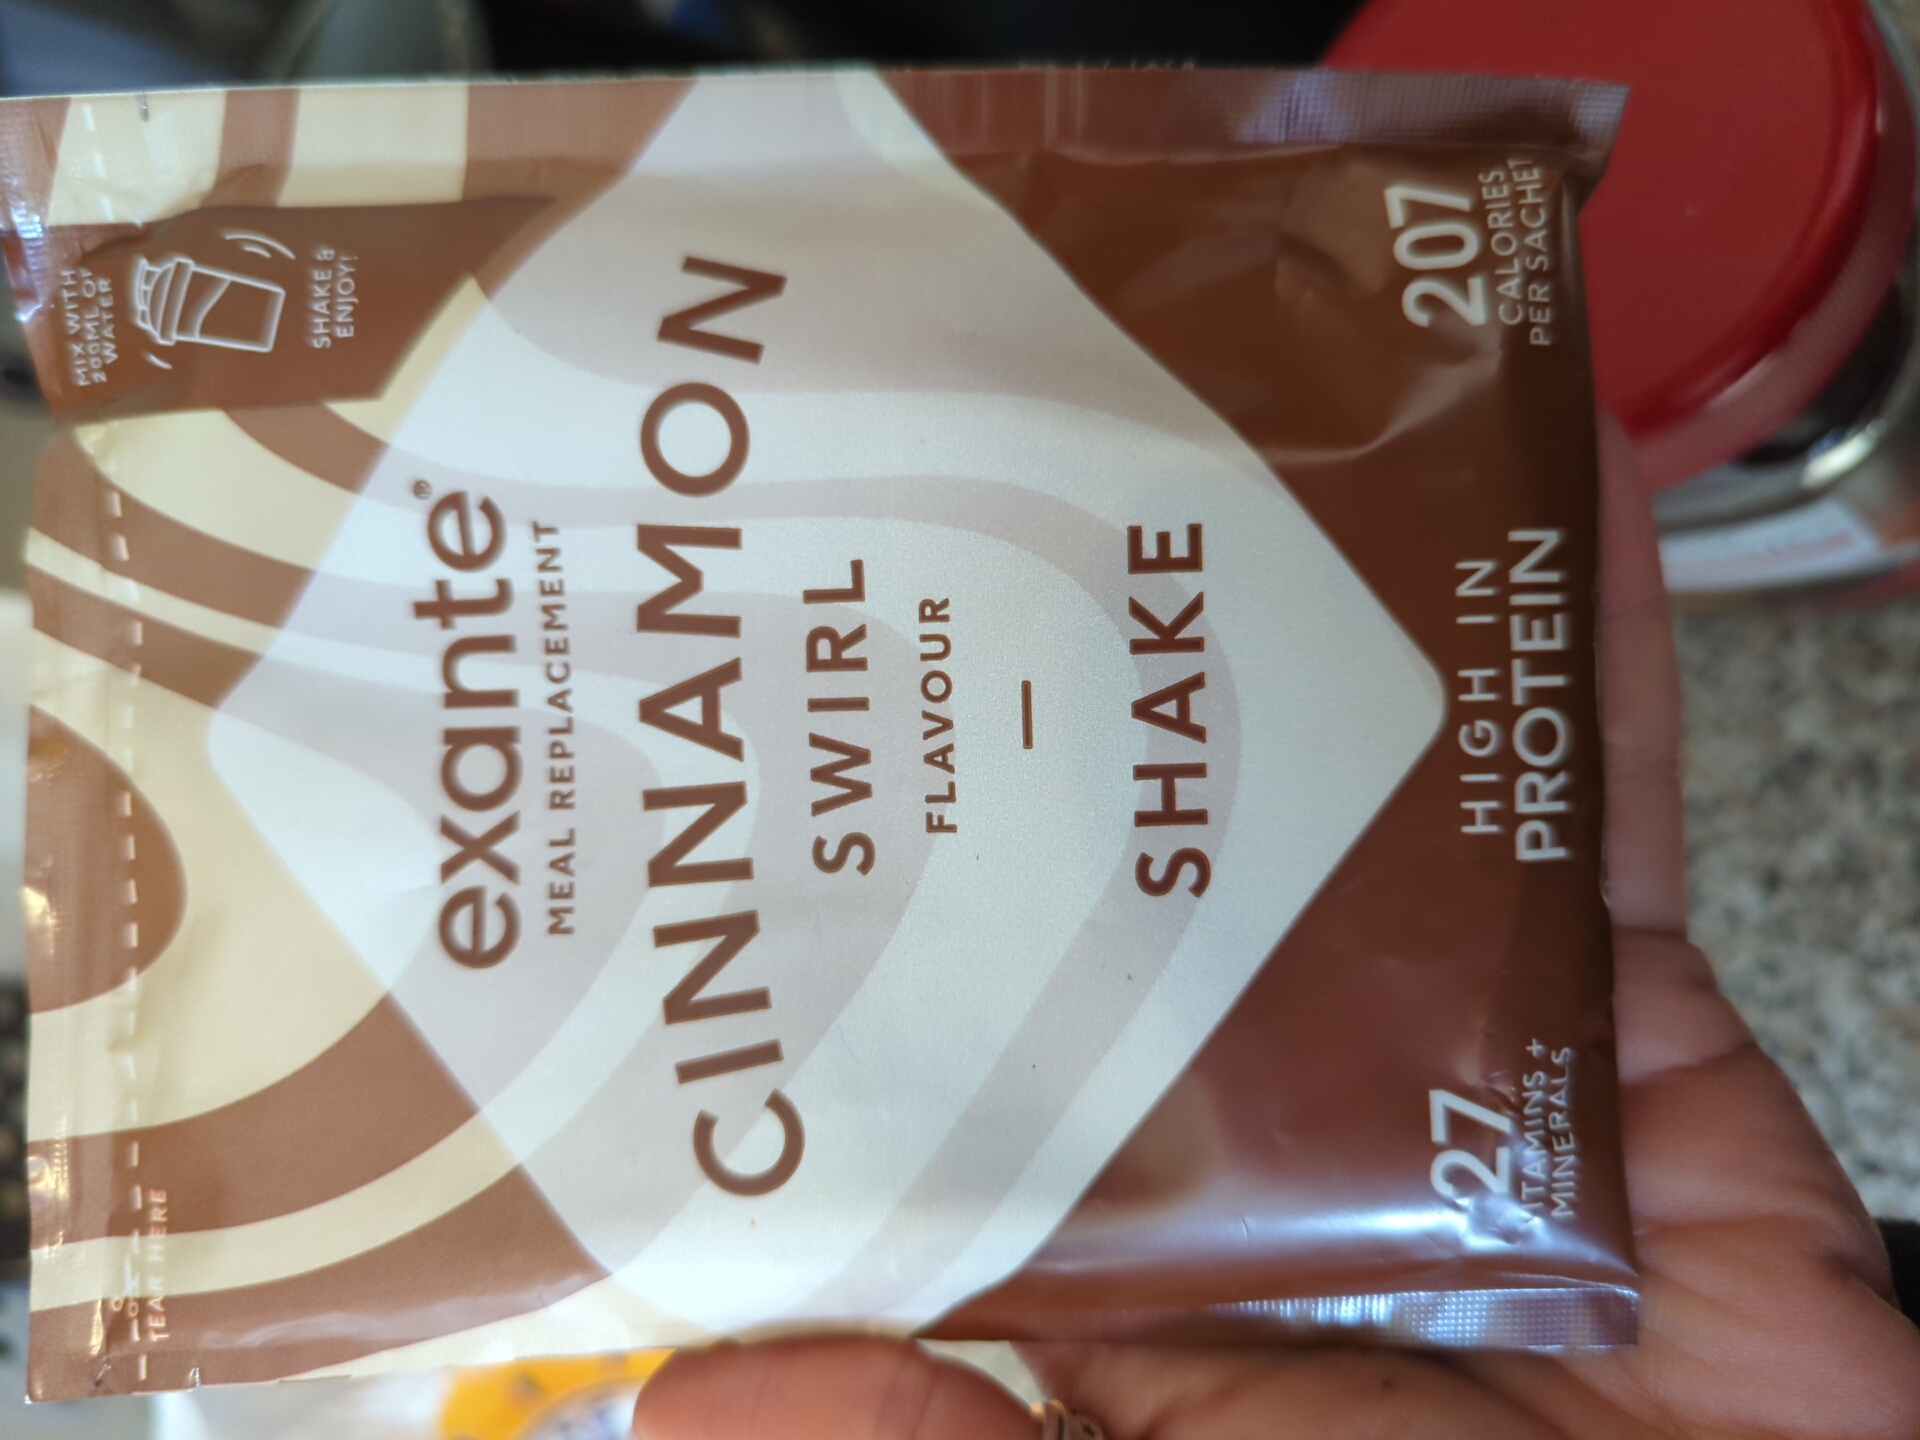 MIX WITH
200ML OF
WATER
SHAKE &
ENJOY!
TEAR HERE
exante®
MEAL REPLACEMENT
CINNAMON
SWIRL
FLAVOUR
SHAKE
27
VITAMINS +
MINERALS
HIGH IN
PROTEIN
207
CALORIES
PER SACHET